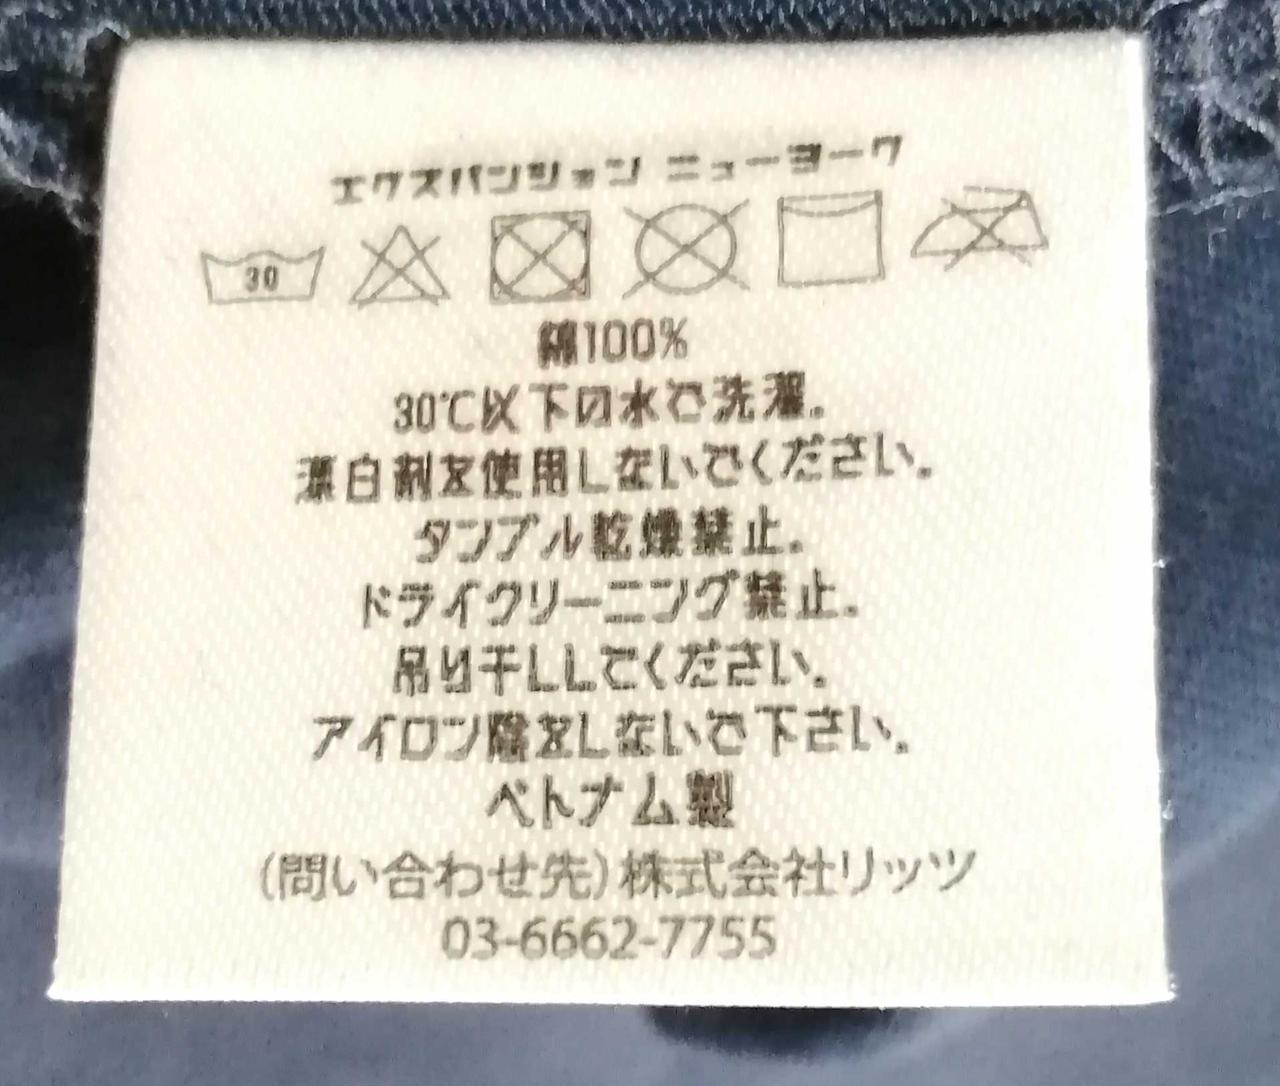 エクスパンション ニューヨーク
30
綿100%
30℃以下の水で洗濯。
漂白剤を使用しないでください。
タンブル乾燥禁止。
ドライクリーニング禁止。
吊り干ししてください。
アイロン陰をしないで下さい。
ベトナム製
(問い合わせ先)株式会社リッツ
03-6662-7755